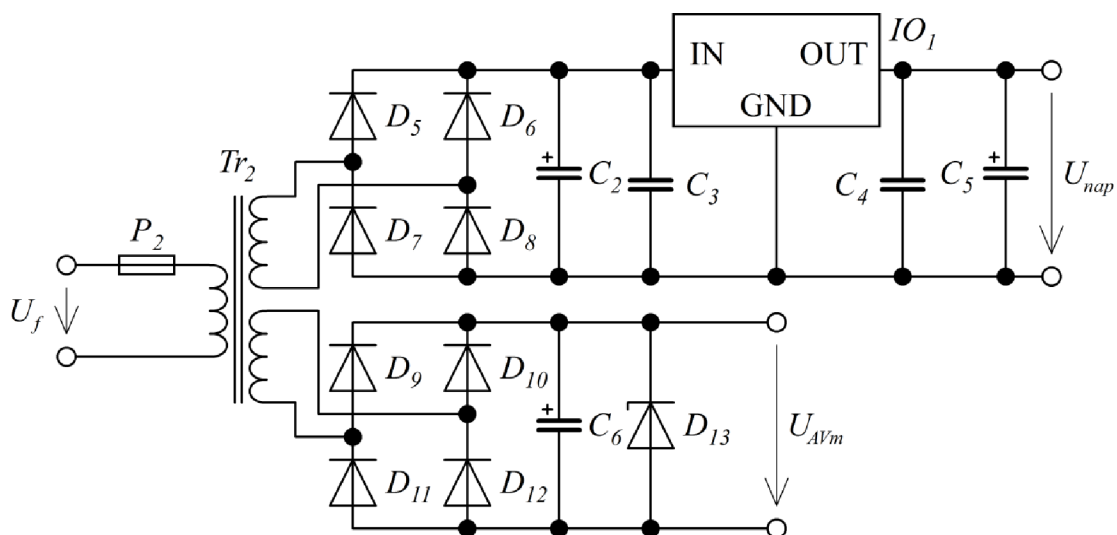 IO1
IN OUT
GND
D5 D6
Tr2
C2 C3 C4 C5 Unap
P2
D7 D8
Uf
D9 D10
C6 D13 UAVm
D11 D12
+
+
+